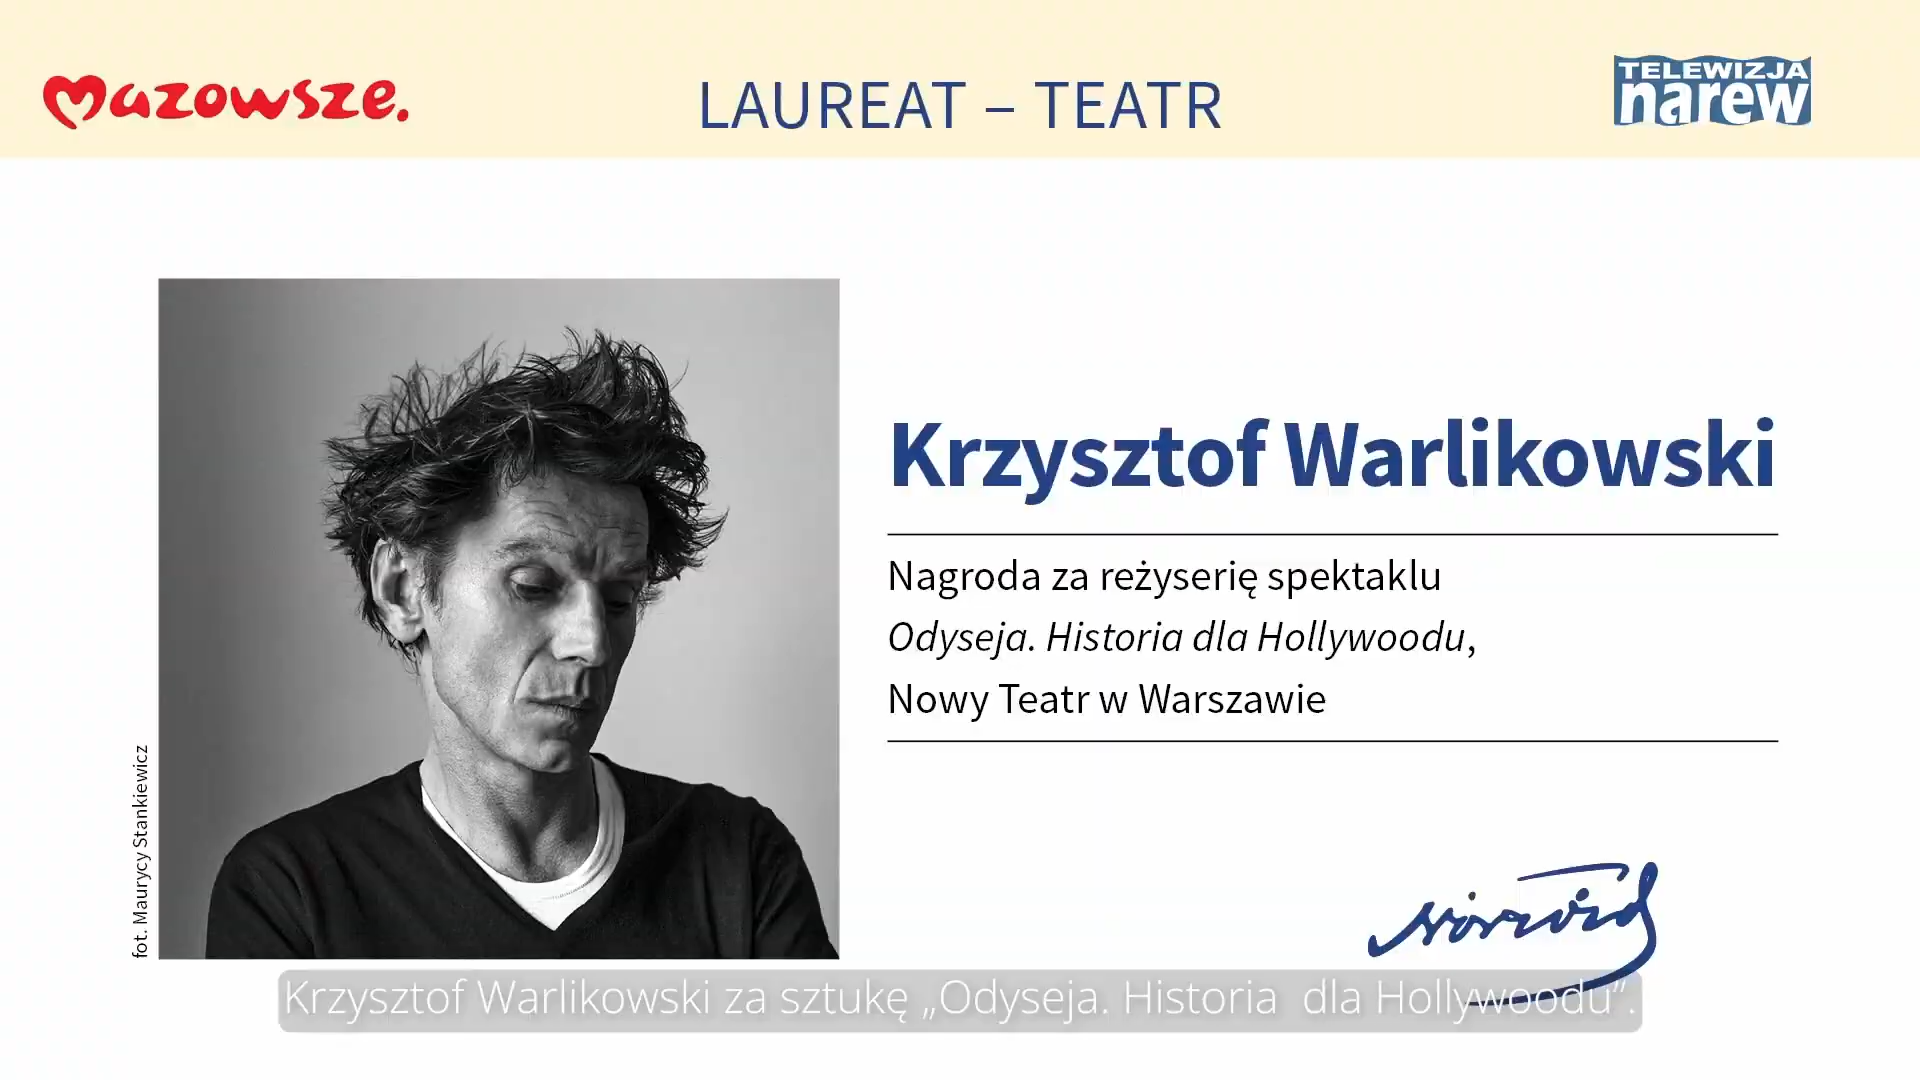 Mazowsze.
LAUREAT – TEATR
TELEWIZJA
narew
Krzysztof Warlikowski
Nagroda za reżyserię spektaklu
Odyseja. Historia dla Hollywoodu,
Nowy Teatr w Warszawie
fot. Maurycy Stankiewicz
Norwid
Krzysztof Warlikowski za sztukę „Odyseja. Historia  dla Hollywoodu”.